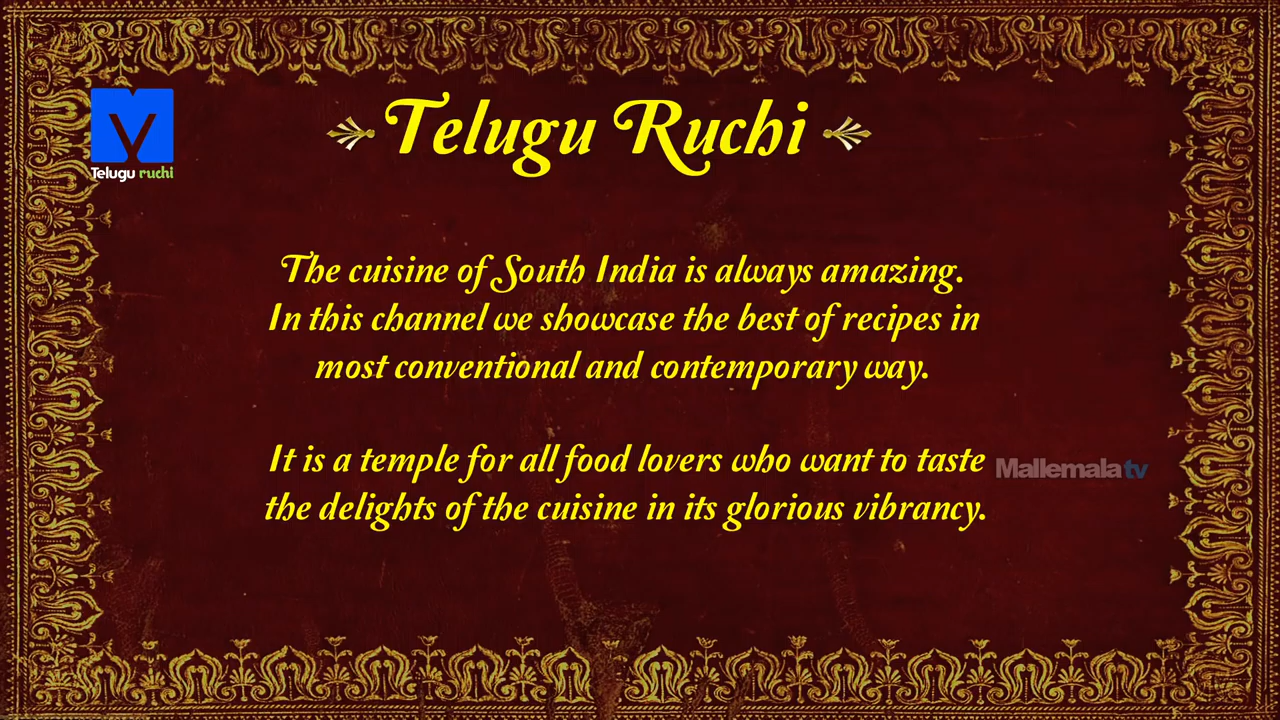 Telugu Ruchi
Telugu ruchi
The cuisine of South India is always amazing.
In this channel we showcase the best of recipes in
most conventional and contemporary way.
It is a temple for all food lovers who want to taste
the delights of the cuisine in its glorious vibrancy.
Mallemala tv